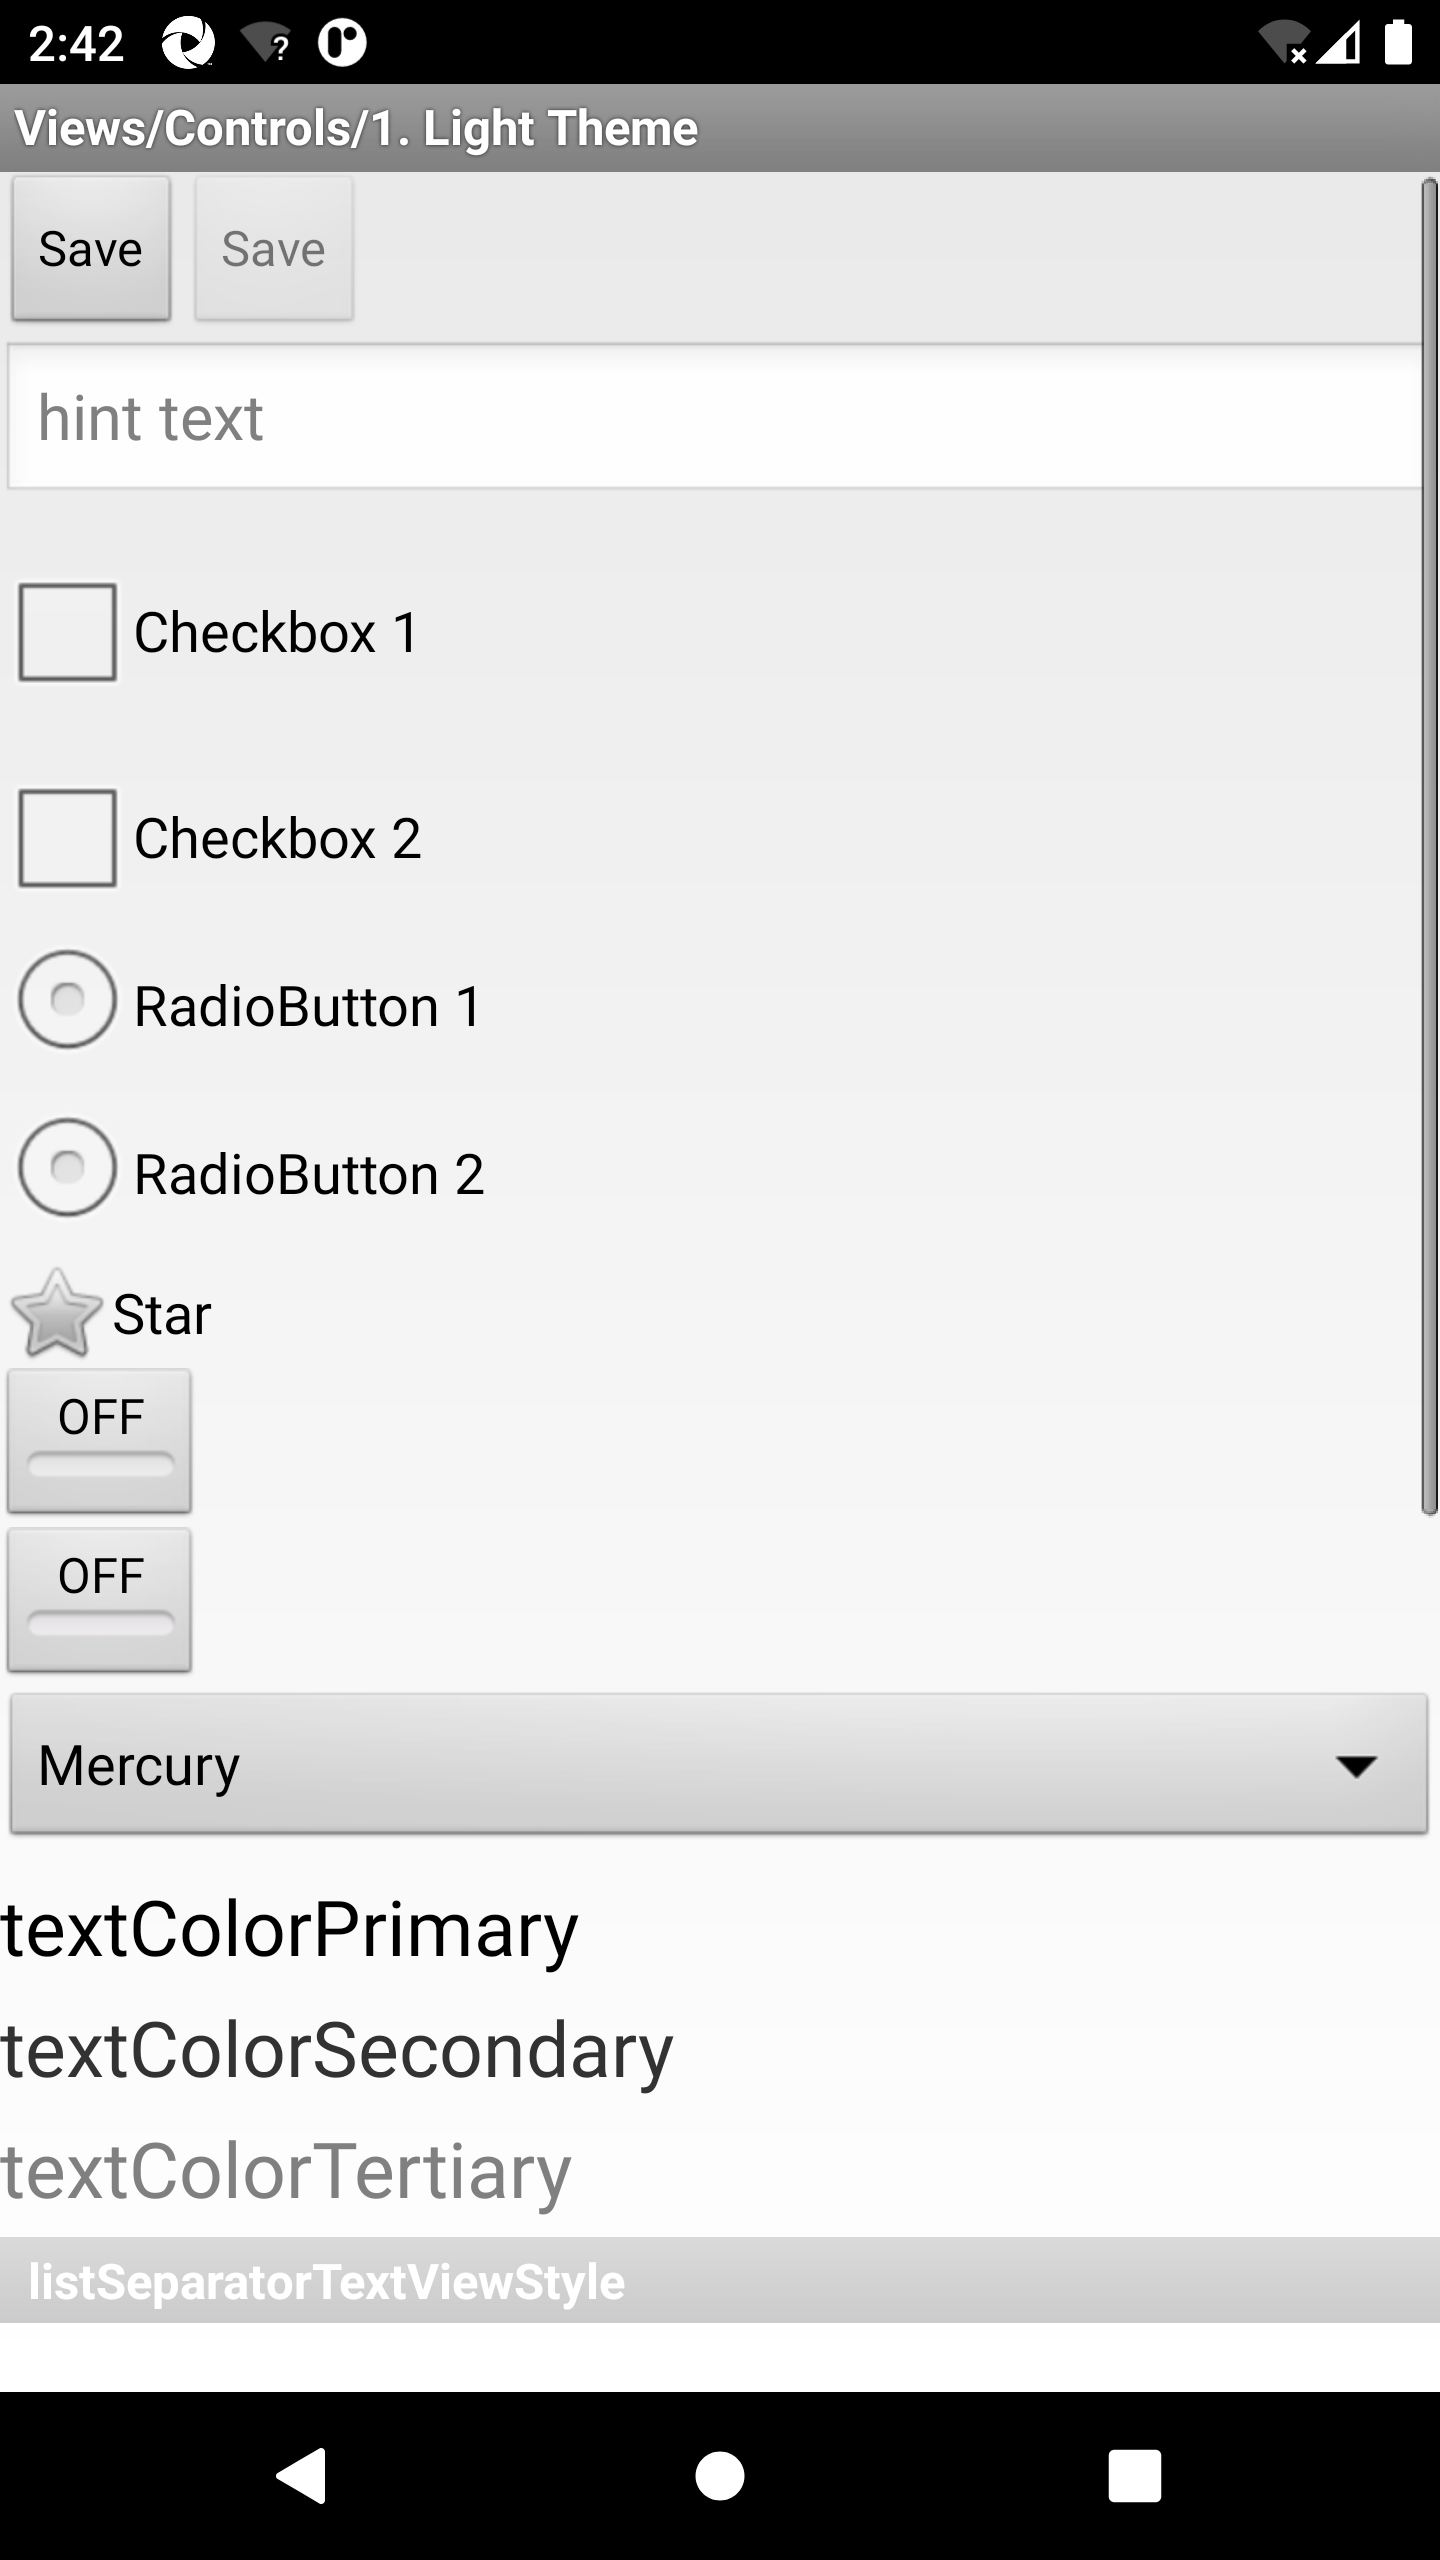 2:42
Views/Controls/1. Light Theme
Save Save
hint text
Checkbox 1
Checkbox 2
RadioButton 1
RadioButton 2
Star
OFF
OFF
Mercury
textColorPrimary
textColorSecondary
textColorTertiary
listSeparatorTextViewStyle